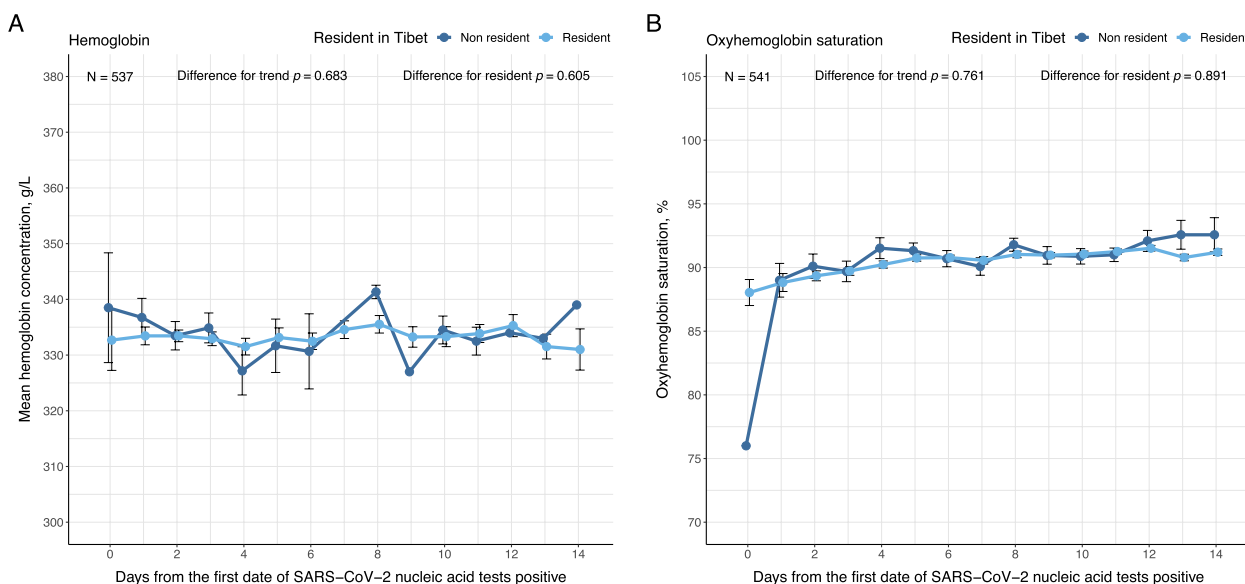 A
Hemoglobin
Resident in Tibet Non resident Resident
N = 537
Difference for trend p = 0.683
Difference for resident p = 0.605
Mean hemoglobin concentration, g/L
380
370
360
350
340
330
320
310
300
0 2 4 6 8 10 12 14
Days from the first date of SARS−CoV−2 nucleic acid tests positive
B
Oxyhemoglobin saturation
Resident in Tibet Non resident Resident
N = 541
Difference for trend p = 0.761
Difference for resident p = 0.891
Oxyhemoglobin saturation, %
105
100
95
90
85
80
75
70
0 2 4 6 8 10 12 14
Days from the first date of SARS−CoV−2 nucleic acid tests positive